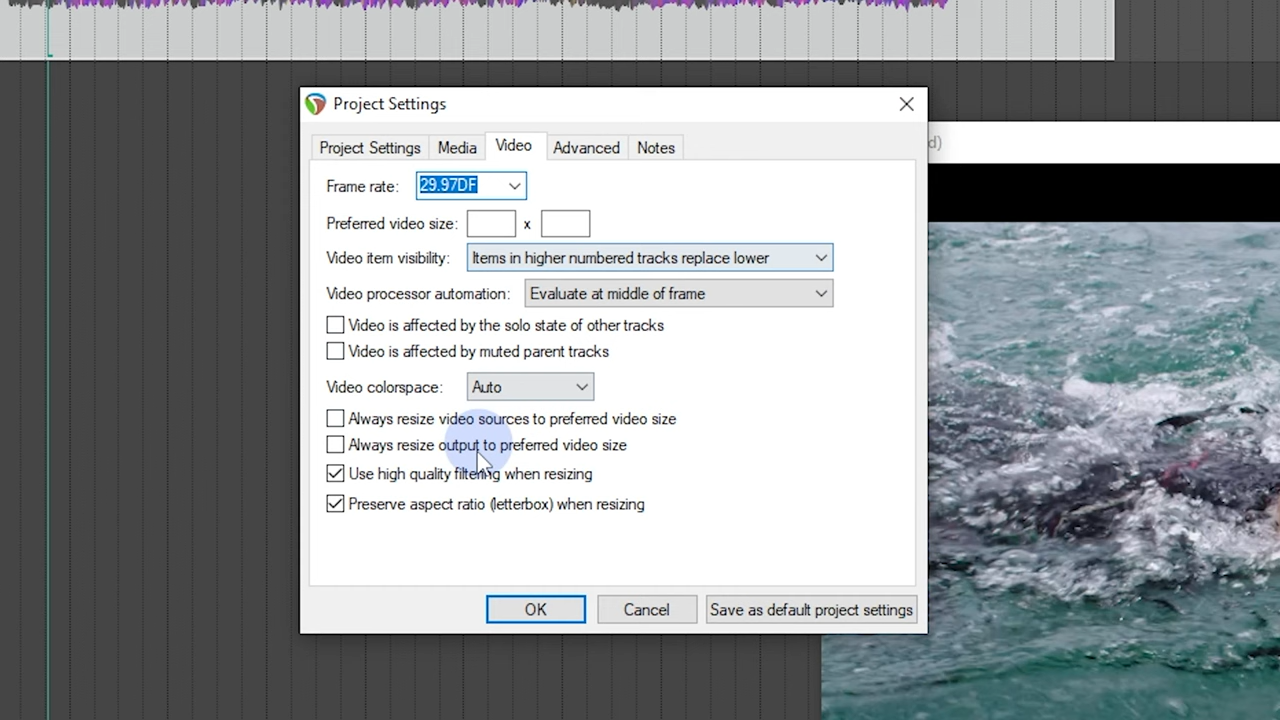 Project Settings
d)
Project Settings Media Video Advanced Notes
Frame rate: 29.97DF
Preferred video size: x
Video item visibility: Items in higher numbered tracks replace lower
Video processor automation: Evaluate at middle of frame
Video is affected by the solo state of other tracks
Video is affected by muted parent tracks
Video colorspace: Auto
Always resize video sources to preferred video size
Always resize output to preferred video size
Use high quality filtering when resizing
Preserve aspect ratio (letterbox) when resizing
OK Cancel Save as default project settings